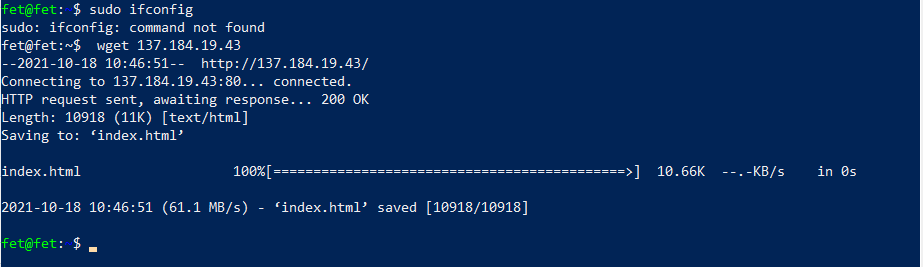 fet@fet:~$ sudo ifconfig
sudo: ifconfig: command not found
fet@fet:~$  wget 137.184.19.43
--2021-10-18 10:46:51--  http://137.184.19.43/
Connecting to 137.184.19.43:80... connected.
HTTP request sent, awaiting response... 200 OK
Length: 10918 (11K) [text/html]
Saving to: ‘index.html’
index.html                   100%[============================================>]  10.66K  --.-KB/s    in 0s
2021-10-18 10:46:51 (61.1 MB/s) - ‘index.html’ saved [10918/10918]
fet@fet:~$